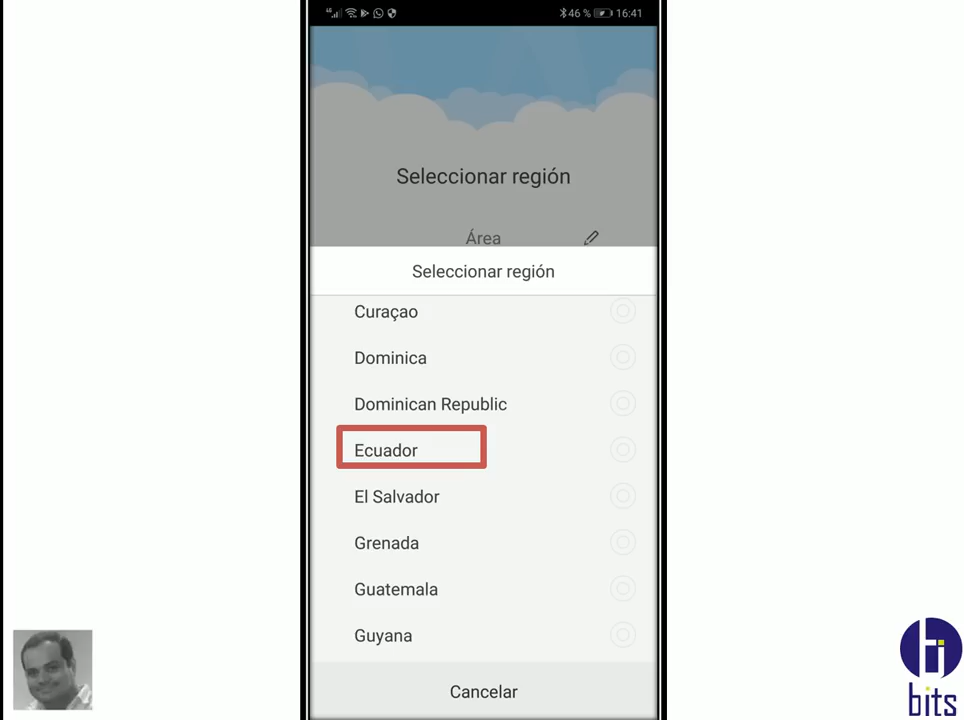 46 % 16:41
Seleccionar región
Área
Seleccionar región
Curaçao
Dominica
Dominican Republic
Ecuador
El Salvador
Grenada
Guatemala
Guyana
Cancelar
bits